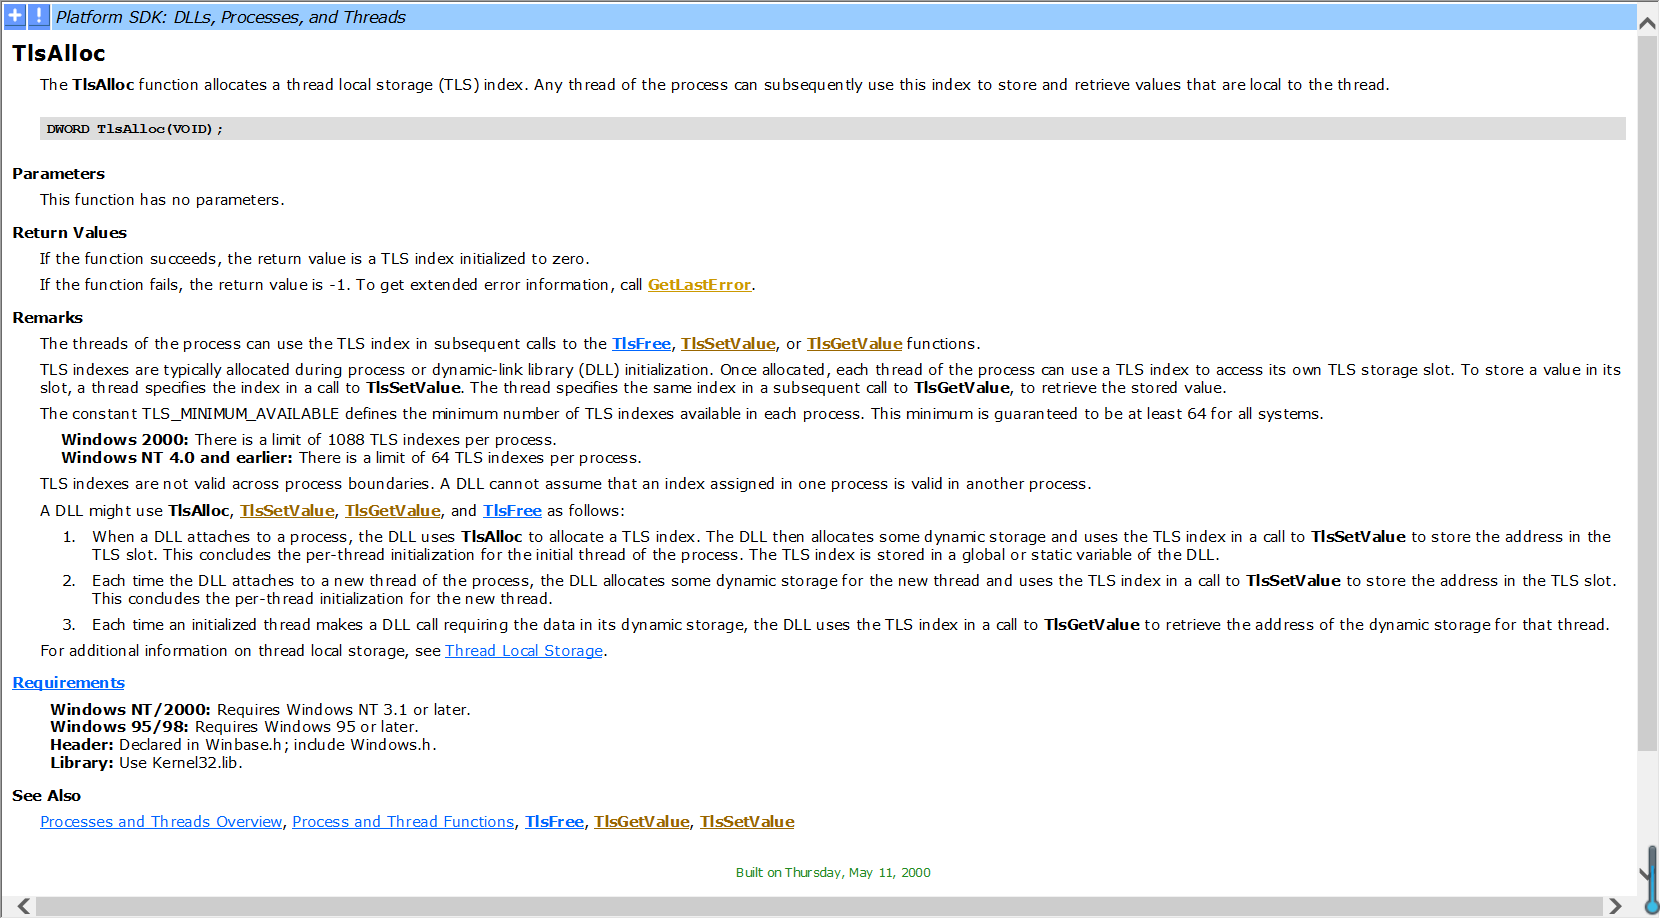 Platform SDK: DLLs, Processes, and Threads
TlsAlloc
The TlsAlloc function allocates a thread local storage (TLS) index. Any thread of the process can subsequently use this index to store and retrieve values that are local to the thread.
DWORD TlsAlloc(VOID);
Parameters
This function has no parameters.
Return Values
If the function succeeds, the return value is a TLS index initialized to zero.
If the function fails, the return value is -1. To get extended error information, call GetLastError.
Remarks
The threads of the process can use the TLS index in subsequent calls to the TlsFree, TlsSetValue, or TlsGetValue functions.
TLS indexes are typically allocated during process or dynamic-link library (DLL) initialization. Once allocated, each thread of the process can use a TLS index to access its own TLS storage slot. To store a value in its
slot, a thread specifies the index in a call to TlsSetValue. The thread specifies the same index in a subsequent call to TlsGetValue, to retrieve the stored value.
The constant TLS_MINIMUM_AVAILABLE defines the minimum number of TLS indexes available in each process. This minimum is guaranteed to be at least 64 for all systems.
Windows 2000: There is a limit of 1088 TLS indexes per process.
Windows NT 4.0 and earlier: There is a limit of 64 TLS indexes per process.
TLS indexes are not valid across process boundaries. A DLL cannot assume that an index assigned in one process is valid in another process.
A DLL might use TlsAlloc, TlsSetValue, TlsGetValue, and TlsFree as follows:
1. When a DLL attaches to a process, the DLL uses TlsAlloc to allocate a TLS index. The DLL then allocates some dynamic storage and uses the TLS index in a call to TlsSetValue to store the address in the
TLS slot. This concludes the per-thread initialization for the initial thread of the process. The TLS index is stored in a global or static variable of the DLL.
2. Each time the DLL attaches to a new thread of the process, the DLL allocates some dynamic storage for the new thread and uses the TLS index in a call to TlsSetValue to store the address in the TLS slot.
This concludes the per-thread initialization for the new thread.
3. Each time an initialized thread makes a DLL call requiring the data in its dynamic storage, the DLL uses the TLS index in a call to TlsGetValue to retrieve the address of the dynamic storage for that thread.
For additional information on thread local storage, see Thread Local Storage.
Requirements
Windows NT/2000: Requires Windows NT 3.1 or later.
Windows 95/98: Requires Windows 95 or later.
Header: Declared in Winbase.h; include Windows.h.
Library: Use Kernel32.lib.
See Also
Processes and Threads Overview, Process and Thread Functions, TlsFree, TlsGetValue, TlsSetValue
Built on Thursday, May 11, 2000